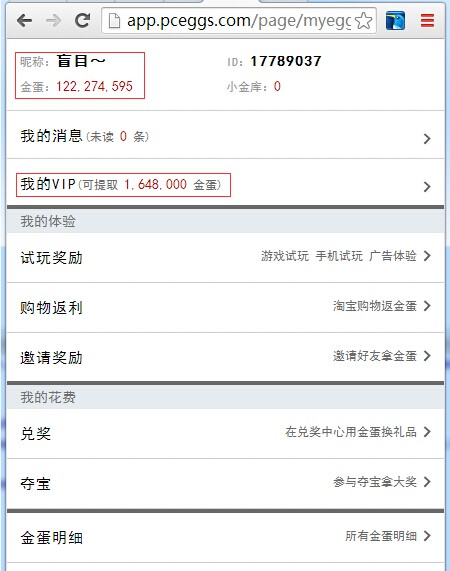 app.pceggs.com/page/myegg
昵称：盲目～ ID：17789037
金蛋：122,274,595 小金库：0
我的消息(未读 0 条)
我的VIP(可提取 1,648,000 金蛋)
我的体验
试玩奖励 游戏试玩 手机试玩 广告体验
购物返利 淘宝购物返金蛋
邀请奖励 邀请好友拿金蛋
我的花费
兑奖 在兑奖中心用金蛋换礼品
夺宝 参与夺宝拿大奖
金蛋明细 所有金蛋明细